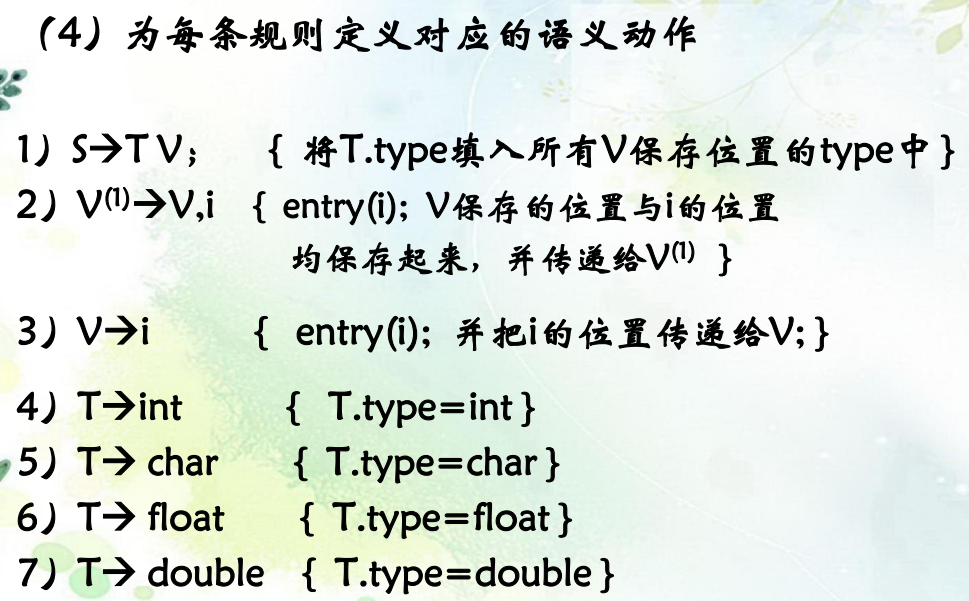 （4）为每条规则定义对应的语义动作
1）S→T V； { 将T.type填入所有V保存位置的type中 }
2）V⁽¹⁾→V,i { entry(i); V保存的位置与i的位置
均保存起来，并传递给V⁽¹⁾ }
3）V→i { entry(i); 并把i的位置传递给V; }
4）T→int { T.type=int }
5）T→ char { T.type=char }
6）T→ float { T.type=float }
7）T→ double { T.type=double }